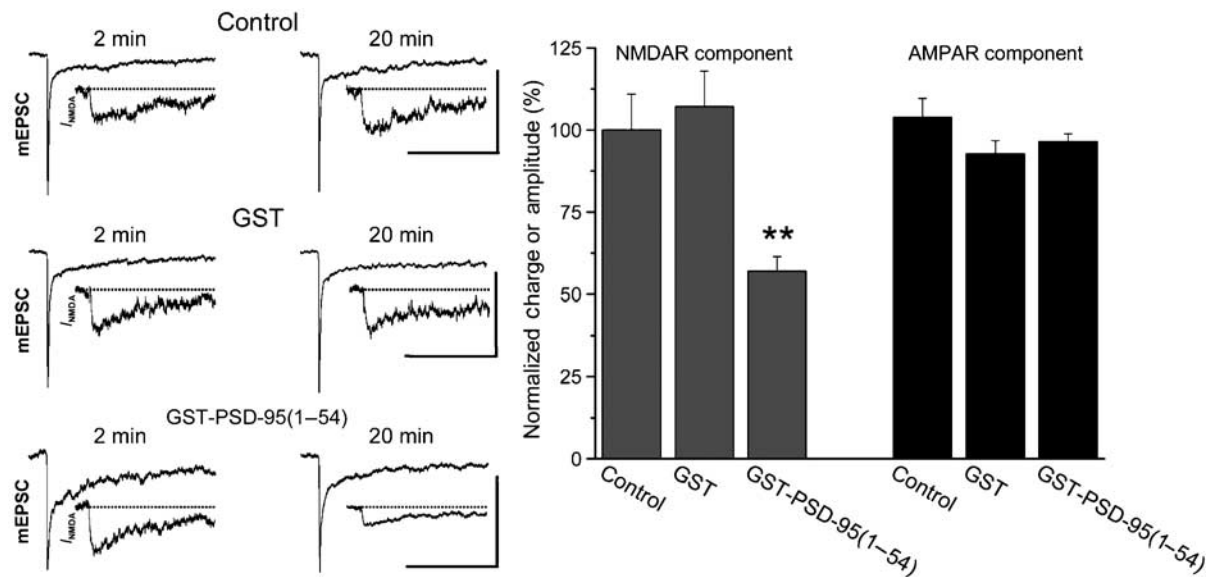 Control
2 min
20 min
mEPSC
INMDA
GST
2 min
20 min
mEPSC
INMDA
GST-PSD-95(1–54)
2 min
20 min
mEPSC
INMDA
Normalized charge or amplitude (%)
125
100
75
50
25
0
NMDAR component
AMPAR component
**
Control
GST
GST-PSD-95(1–54)
Control
GST
GST-PSD-95(1–54)